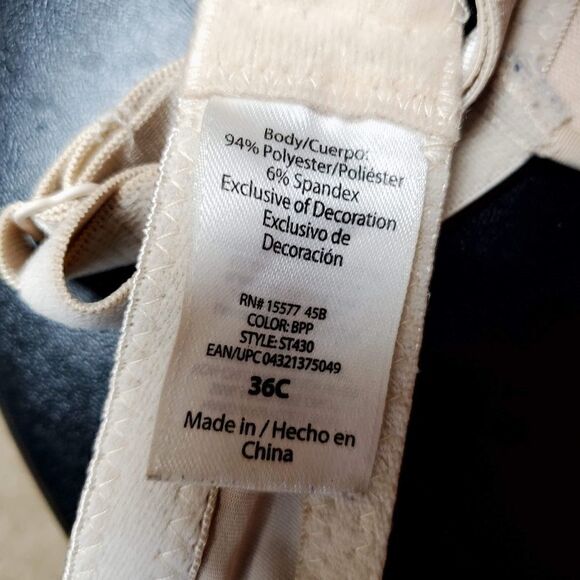 Body/Cuerpo:
94% Polyester/Poliéster
6% Spandex
Exclusive of Decoration
Exclusivo de
Decoración
RN# 15577 45B
COLOR: BPP
STYLE: ST430
EAN/UPC 04321375049
36C
Made in / Hecho en
China